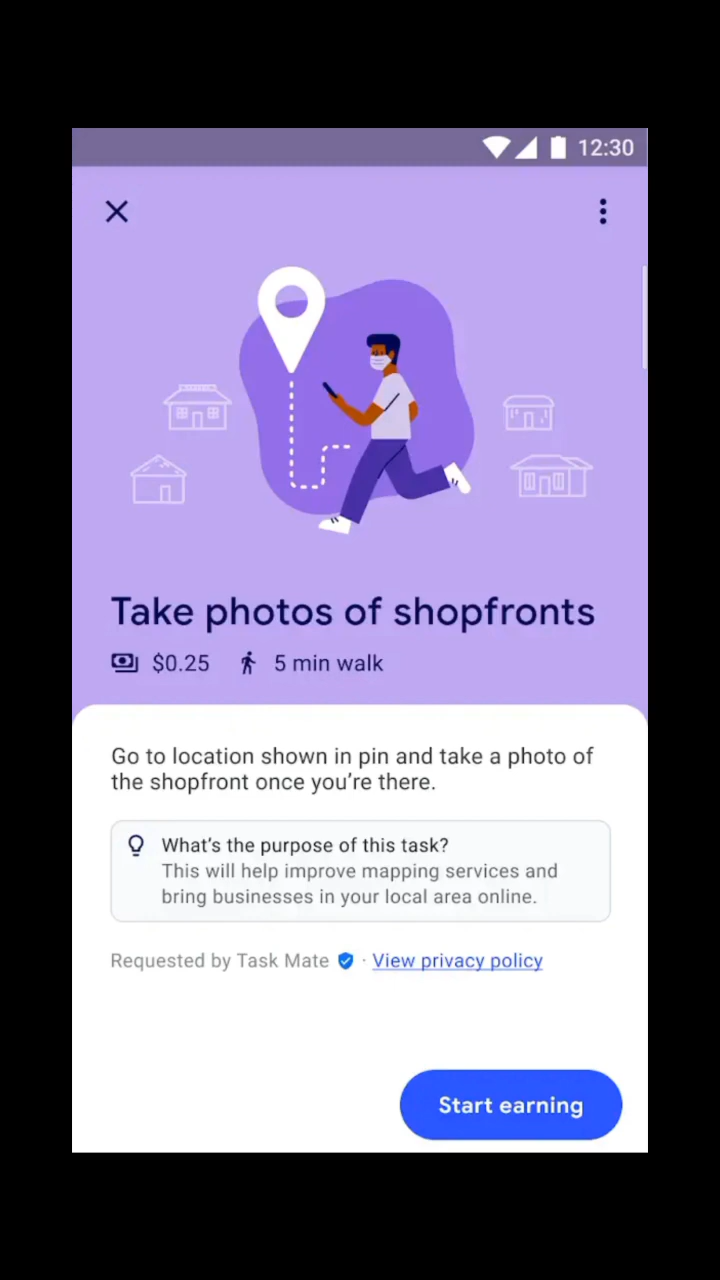 12:30
Take photos of shopfronts
$0.25 5 min walk
Go to location shown in pin and take a photo of
the shopfront once you’re there.
What’s the purpose of this task?
This will help improve mapping services and
bring businesses in your local area online.
Requested by Task Mate · View privacy policy
Start earning